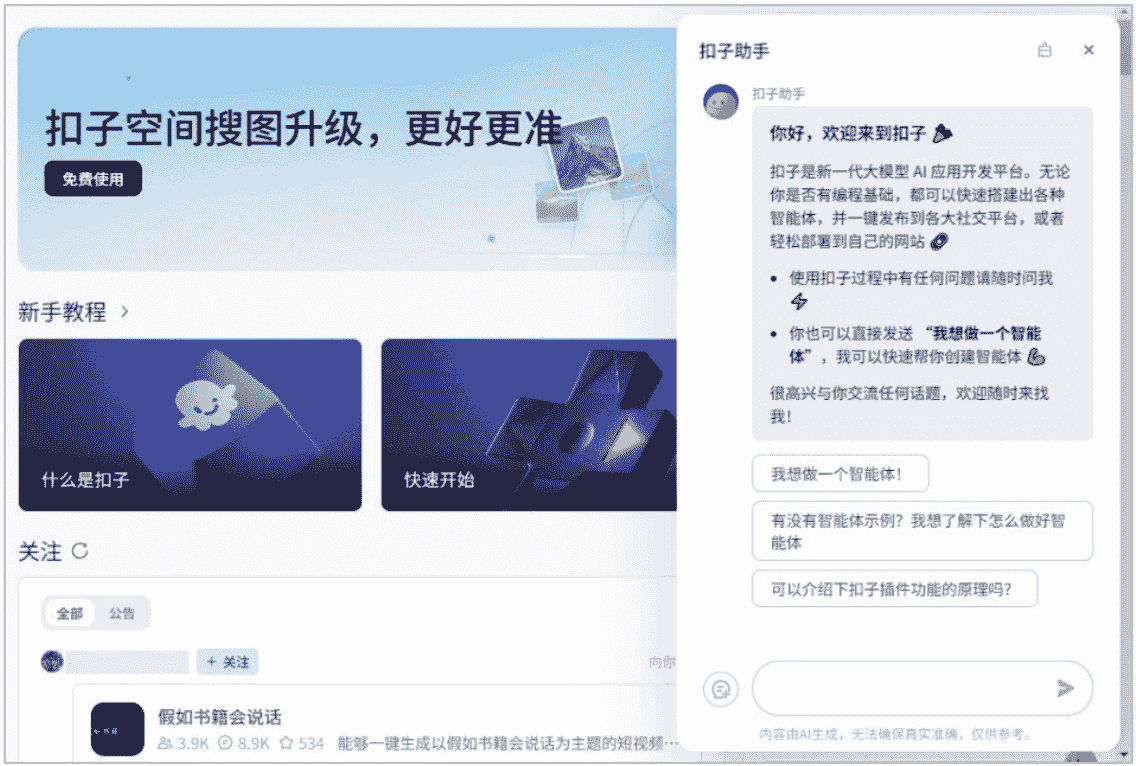 扣子空间搜图升级，更好更准
免费使用
新手教程
什么是扣子
快速开始
关注
全部
公告
+ 关注
向你
假如书籍会说话
3.9K 8.9K 534 能够一键生成以假如书籍会说话为主题的短视频…
扣子助手
扣子助手
你好，欢迎来到扣子
扣子是新一代大模型 AI 应用开发平台。无论
你是否有编程基础，都可以快速搭建出各种
智能体，并一键发布到各大社交平台，或者
轻松部署到自己的网站
• 使用扣子过程中有任何问题请随时问我
• 你也可以直接发送 “我想做一个智能
体”，我可以快速帮你创建智能体
很高兴与你交流任何话题，欢迎随时来找
我！
我想做一个智能体！
有没有智能体示例？我想了解下怎么做好智
能体
可以介绍下扣子插件功能的原理吗？
内容由AI生成，无法确保真实准确，仅供参考。